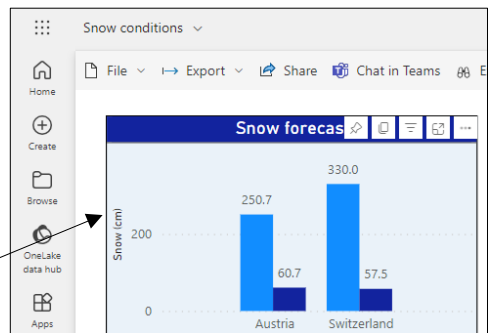 Snow conditions
File Export Share Chat in Teams E
Home
Create
Browse
OneLake
data hub
Apps
Snow forecas
330.0
250.7
60.7
57.5
Snow (cm)
200
0
Austria Switzerland